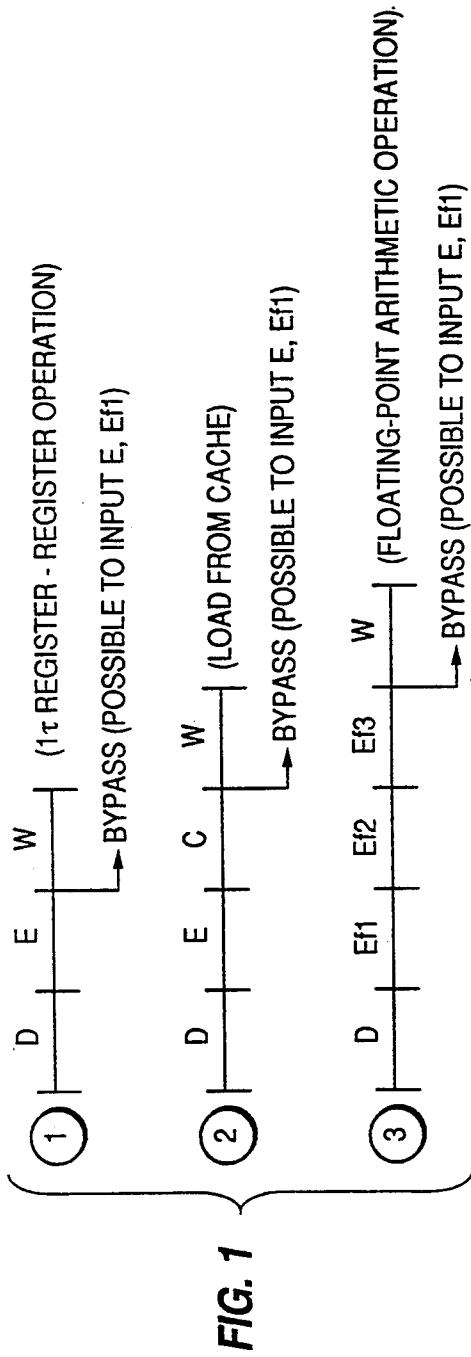 FIG. 1
1
D E W (1τ REGISTER - REGISTER OPERATION)
BYPASS (POSSIBLE TO INPUT E, Ef1)
2
D E C W (LOAD FROM CACHE)
BYPASS (POSSIBLE TO INPUT E, Ef1)
3
D Ef1 Ef2 Ef3 W (FLOATING-POINT ARITHMETIC OPERATION).
BYPASS (POSSIBLE TO INPUT E, Ef1)